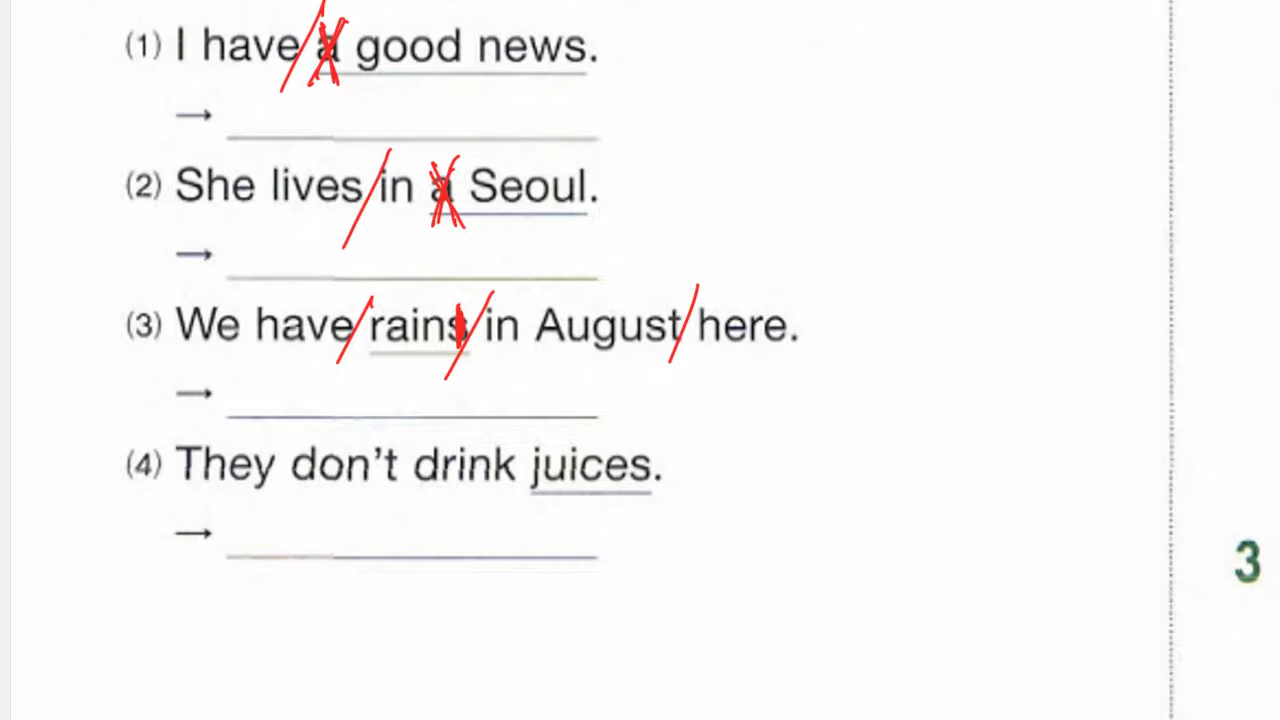 (1) I have a good news.
→
(2) She lives in a Seoul.
→
(3) We have rains in August here.
→
(4) They don't drink juices.
→
3